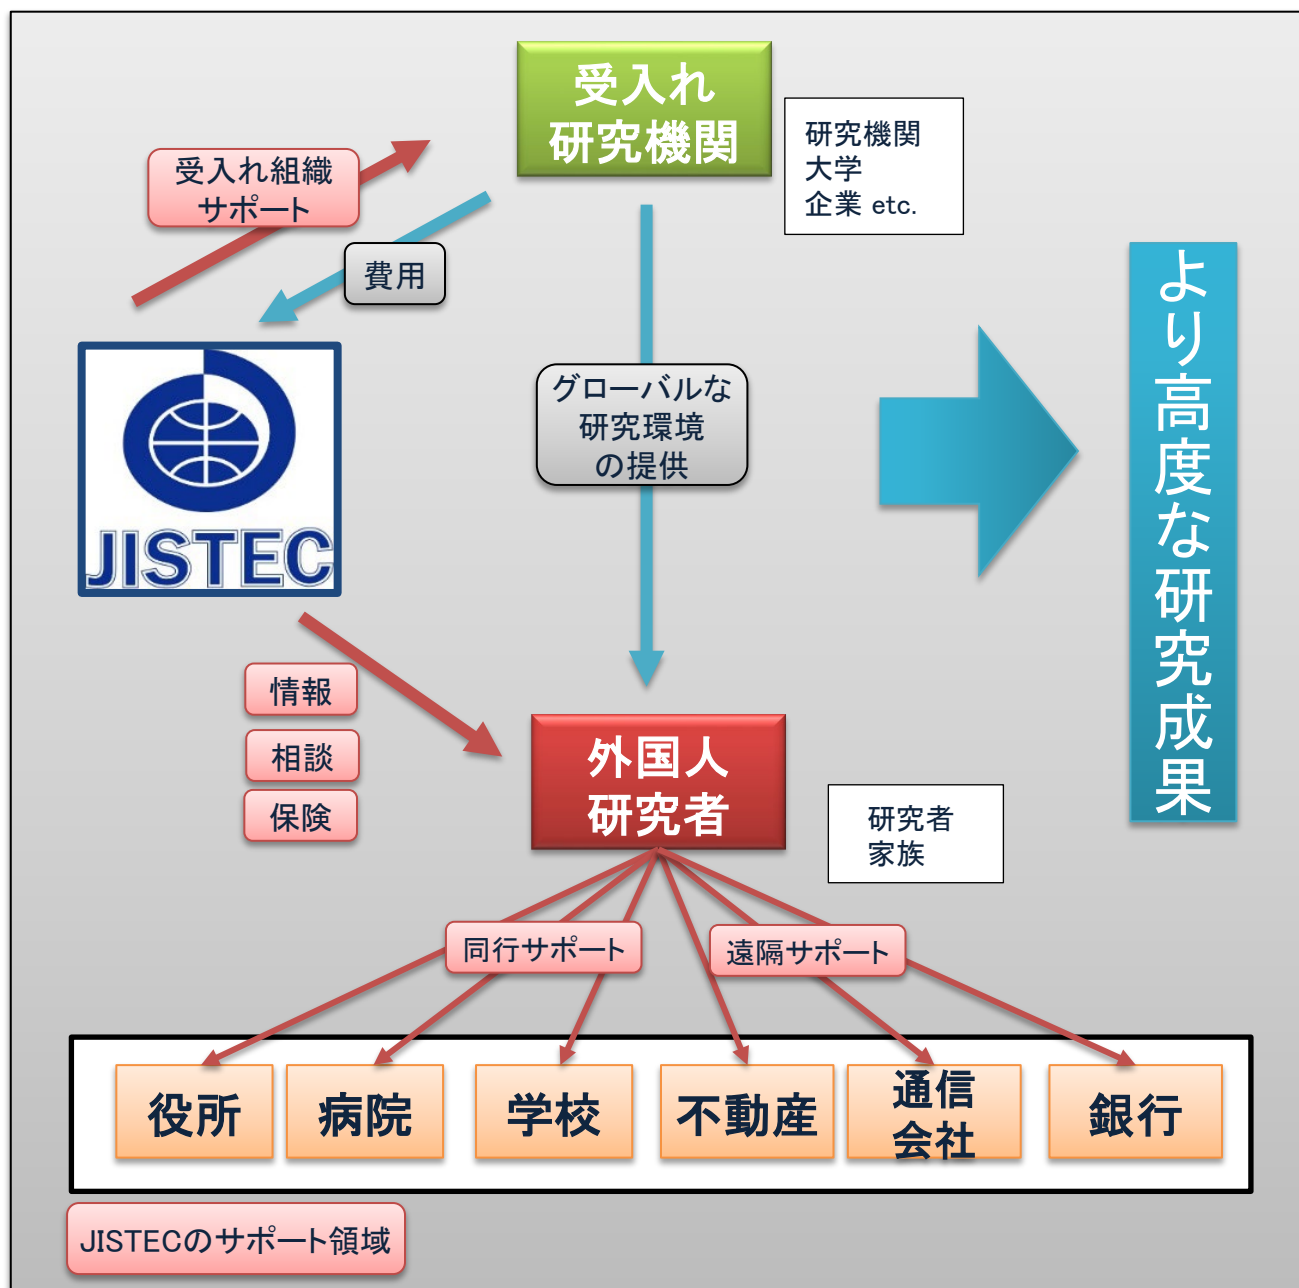 受入れ
研究機関
研究機関
大学
企業 etc.
受入れ組織
サポート
費用
グローバルな
研究環境
の提供
より高度な研究成果
JISTEC
情報
相談
保険
外国人
研究者
研究者
家族
同行サポート
遠隔サポート
役所
病院
学校
不動産
通信
会社
銀行
JISTECのサポート領域